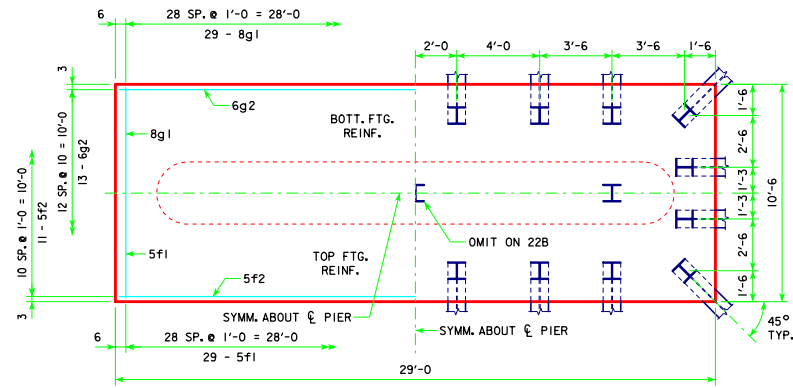 6
28 SP. @ 1'-0 = 28'-0
29 - 8g1
2'-0
4'-0
3'-6
3'-6
1'-6
3
6g2
BOTT. FTG.
REINF.
8g1
12 SP. @ 10 = 10'-0
13 - 6g2
10 SP. @ 1'-0 = 10'-0
11 - 5f2
1'-6
2'-6
1'-3
1'-3
2'-6
1'-6
10'-6
OMIT ON 22B
5f1
TOP FTG.
REINF.
5f2
3
SYMM. ABOUT ℄ PIER
SYMM. ABOUT ℄ PIER
45°
TYP.
6
28 SP. @ 1'-0 = 28'-0
29 - 5f1
29'-0